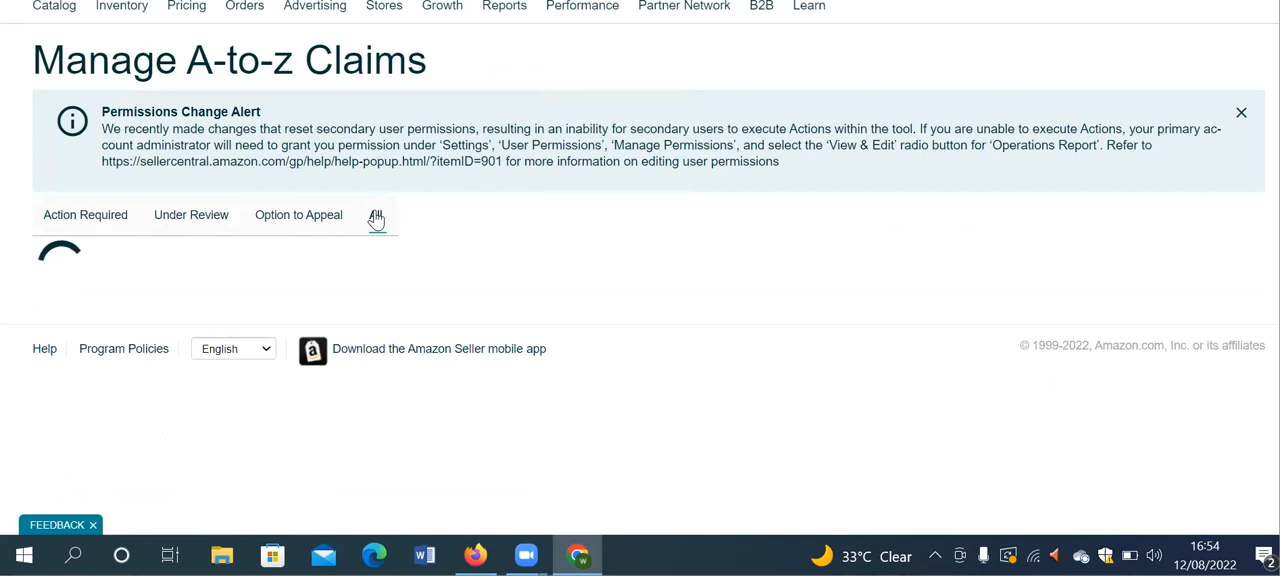 Catalog Inventory Pricing Orders Advertising Stores Growth Reports Performance Partner Network B2B Learn
Manage A-to-z Claims
Permissions Change Alert
We recently made changes that reset secondary user permissions, resulting in an inability for secondary users to execute Actions within the tool. If you are unable to execute Actions, your primary ac-
count administrator will need to grant you permission under ‘Settings’, ‘User Permissions’, ‘Manage Permissions’, and select the ‘View & Edit’ radio button for ‘Operations Report’. Refer to
https://sellercentral.amazon.com/gp/help/help-popup.html/?itemID=901 for more information on editing user permissions
Action Required Under Review Option to Appeal
Help Program Policies English Download the Amazon Seller mobile app © 1999-2022, Amazon.com, Inc. or its affiliates
FEEDBACK
33°C Clear
16:54
12/08/2022
2